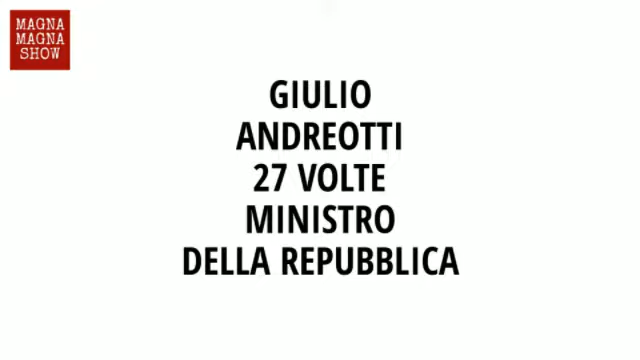 MAGNA
MAGNA
SHOW
GIULIO
ANDREOTTI
27 VOLTE
MINISTRO
DELLA REPUBBLICA